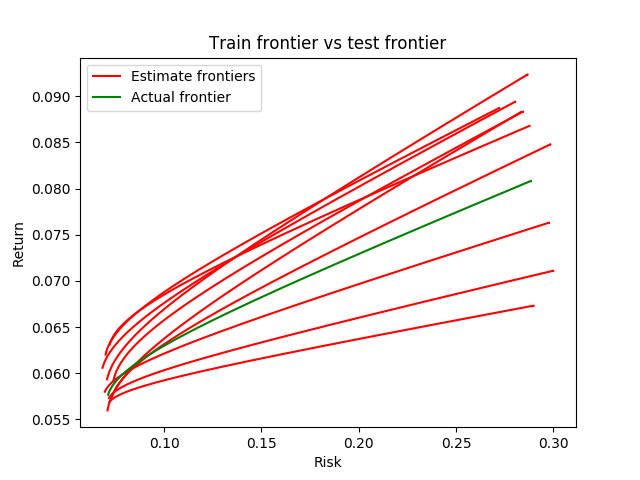 Train frontier vs test frontier
Estimate frontiers
Actual frontier
Return
0.090
0.085
0.080
0.075
0.070
0.065
0.060
0.055
0.10
0.15
0.20
0.25
0.30
Risk